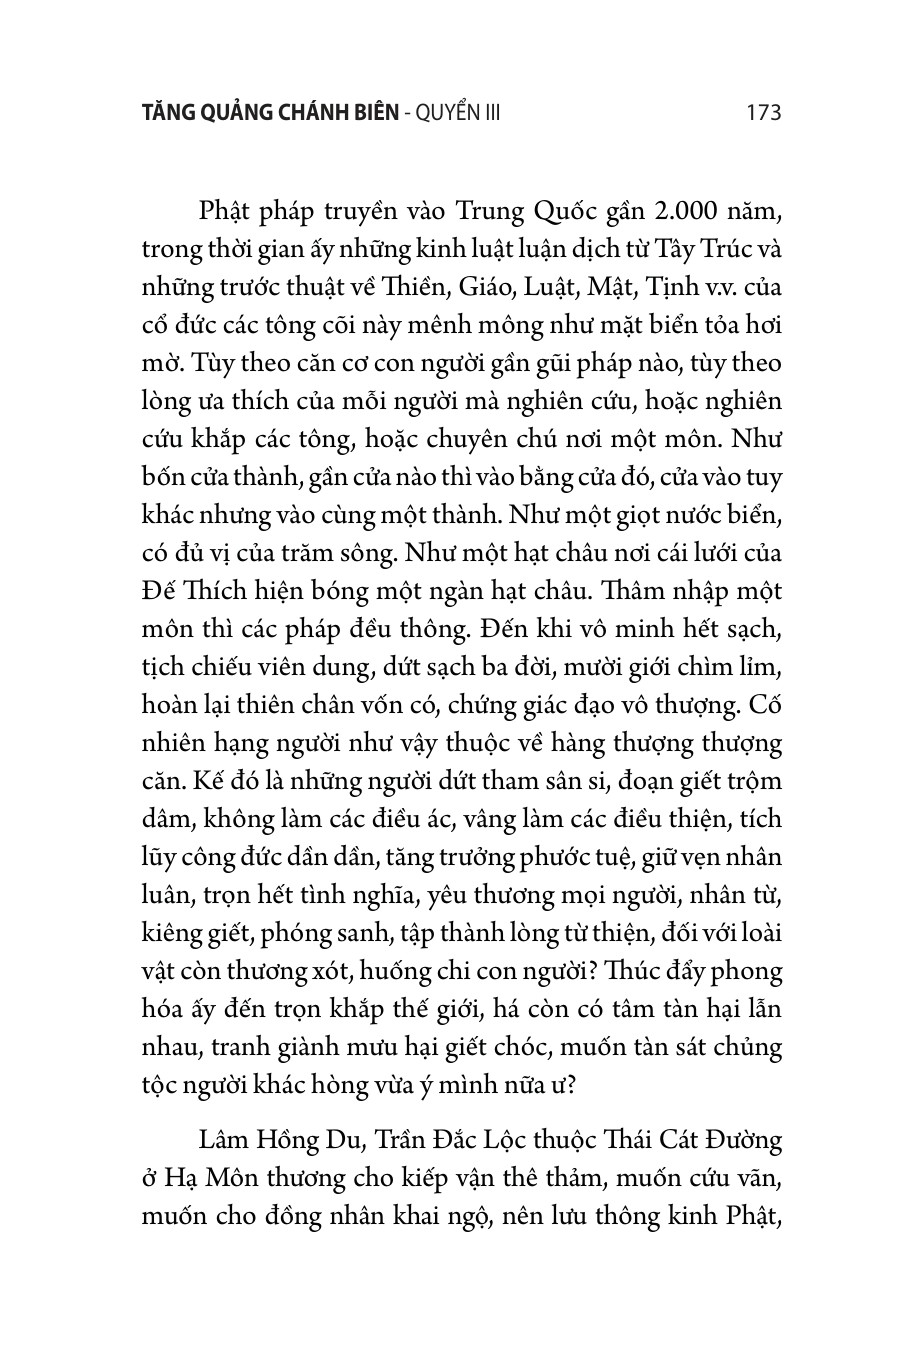 TĂNG QUẢNG CHÁNH BIÊN - QUYỂN III 173
Phật pháp truyền vào Trung Quốc gần 2.000 năm,
trong thời gian ấy những kinh luật luận dịch từ Tây Trúc và
những trước thuật về Thiền, Giáo, Luật, Mật, Tịnh v.v. của
cổ đức các tông cõi này mênh mông như mặt biển tỏa hơi
mờ. Tùy theo căn cơ con người gần gũi pháp nào, tùy theo
lòng ưa thích của mỗi người mà nghiên cứu, hoặc nghiên
cứu khắp các tông, hoặc chuyên chú nơi một môn. Như
bốn cửa thành, gần cửa nào thì vào bằng cửa đó, cửa vào tuy
khác nhưng vào cùng một thành. Như một giọt nước biển,
có đủ vị của trăm sông. Như một hạt châu nơi cái lưới của
Đế Thích hiện bóng một ngàn hạt châu. Thâm nhập một
môn thì các pháp đều thông. Đến khi vô minh hết sạch,
tịch chiếu viên dung, dứt sạch ba đời, mười giới chìm lỉm,
hoàn lại thiên chân vốn có, chứng giác đạo vô thượng. Cố
nhiên hạng người như vậy thuộc về hàng thượng thượng
căn. Kế đó là những người dứt tham sân si, đoạn giết trộm
dâm, không làm các điều ác, vâng làm các điều thiện, tích
lũy công đức dần dần, tăng trưởng phước tuệ, giữ vẹn nhân
luân, trọn hết tình nghĩa, yêu thương mọi người, nhân từ,
kiêng giết, phóng sanh, tập thành lòng từ thiện, đối với loài
vật còn thương xót, huống chi con người? Thúc đẩy phong
hóa ấy đến trọn khắp thế giới, há còn có tâm tàn hại lẫn
nhau, tranh giành mưu hại giết chóc, muốn tàn sát chủng
tộc người khác hòng vừa ý mình nữa ư?
Lâm Hồng Du, Trần Đắc Lộc thuộc Thái Cát Đường
ở Hạ Môn thương cho kiếp vận thê thảm, muốn cứu vãn,
muốn cho đồng nhân khai ngộ, nên lưu thông kinh Phật,